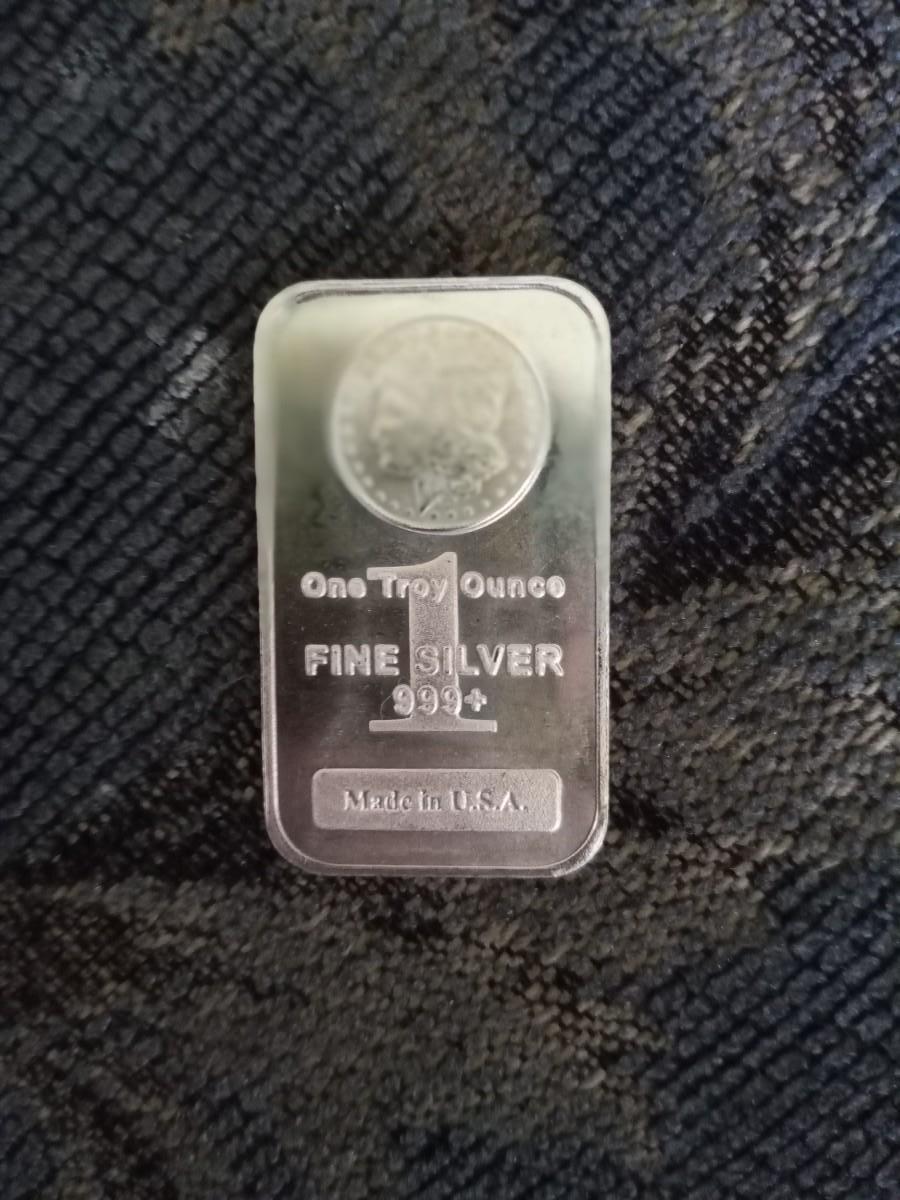 One Troy Ounce
1
FINE SILVER
999+
Made in U.S.A.